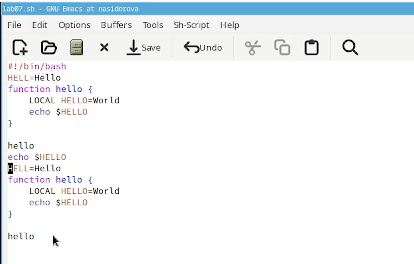 lab07.sh - GNU Emacs at nasidorova
File Edit Options Buffers Tools Sh-Script Help
Save Undo
#!/bin/bash
HELL=Hello
function hello {
    LOCAL HELLO=World
    echo $HELLO
}

hello
echo $HELLO
HELL=Hello
function hello {
    LOCAL HELLO=World
    echo $HELLO
}

hello